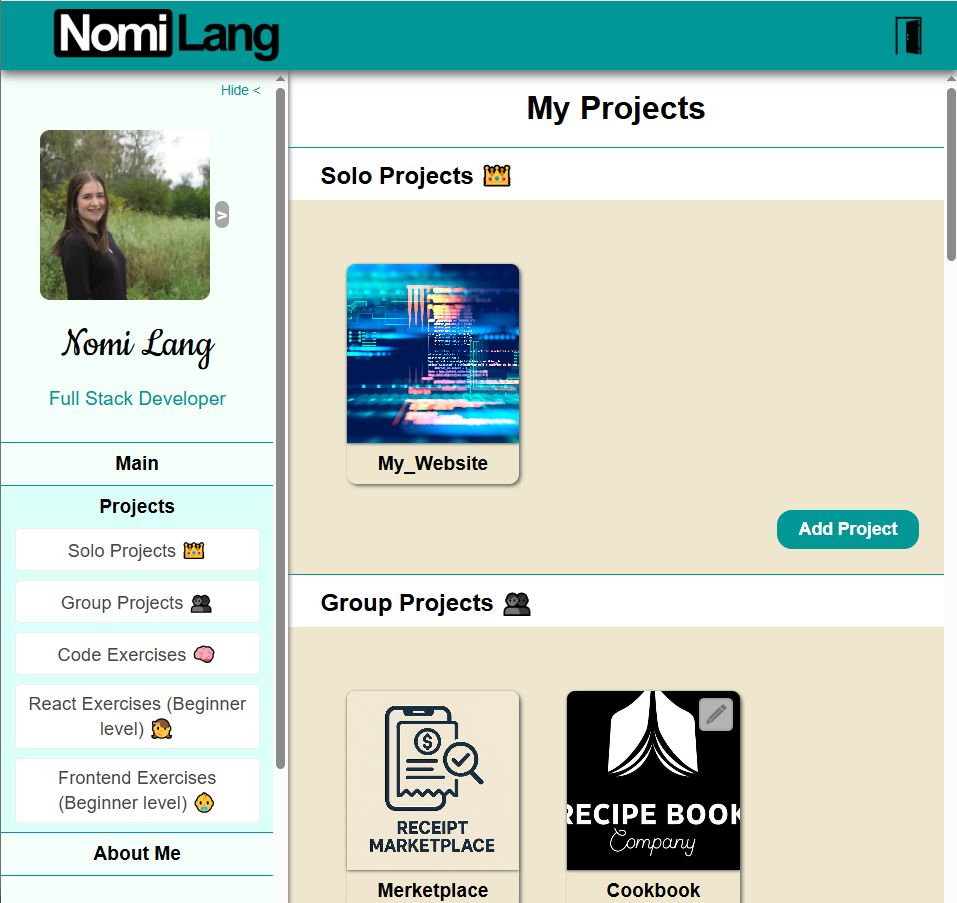 Nomi Lang
Hide <
>
Nomi Lang
Full Stack Developer
Main
Projects
Solo Projects 👑
Group Projects 👥
Code Exercises 🧠
React Exercises (Beginner
level) 👧
Frontend Exercises
(Beginner level) 👶
About Me
My Projects
Solo Projects 👑
My_Website
Add Project
Group Projects 👥
$
RECEIPT
MARKETPLACE
Merketplace
RECIPE BOOK
Company
Cookbook